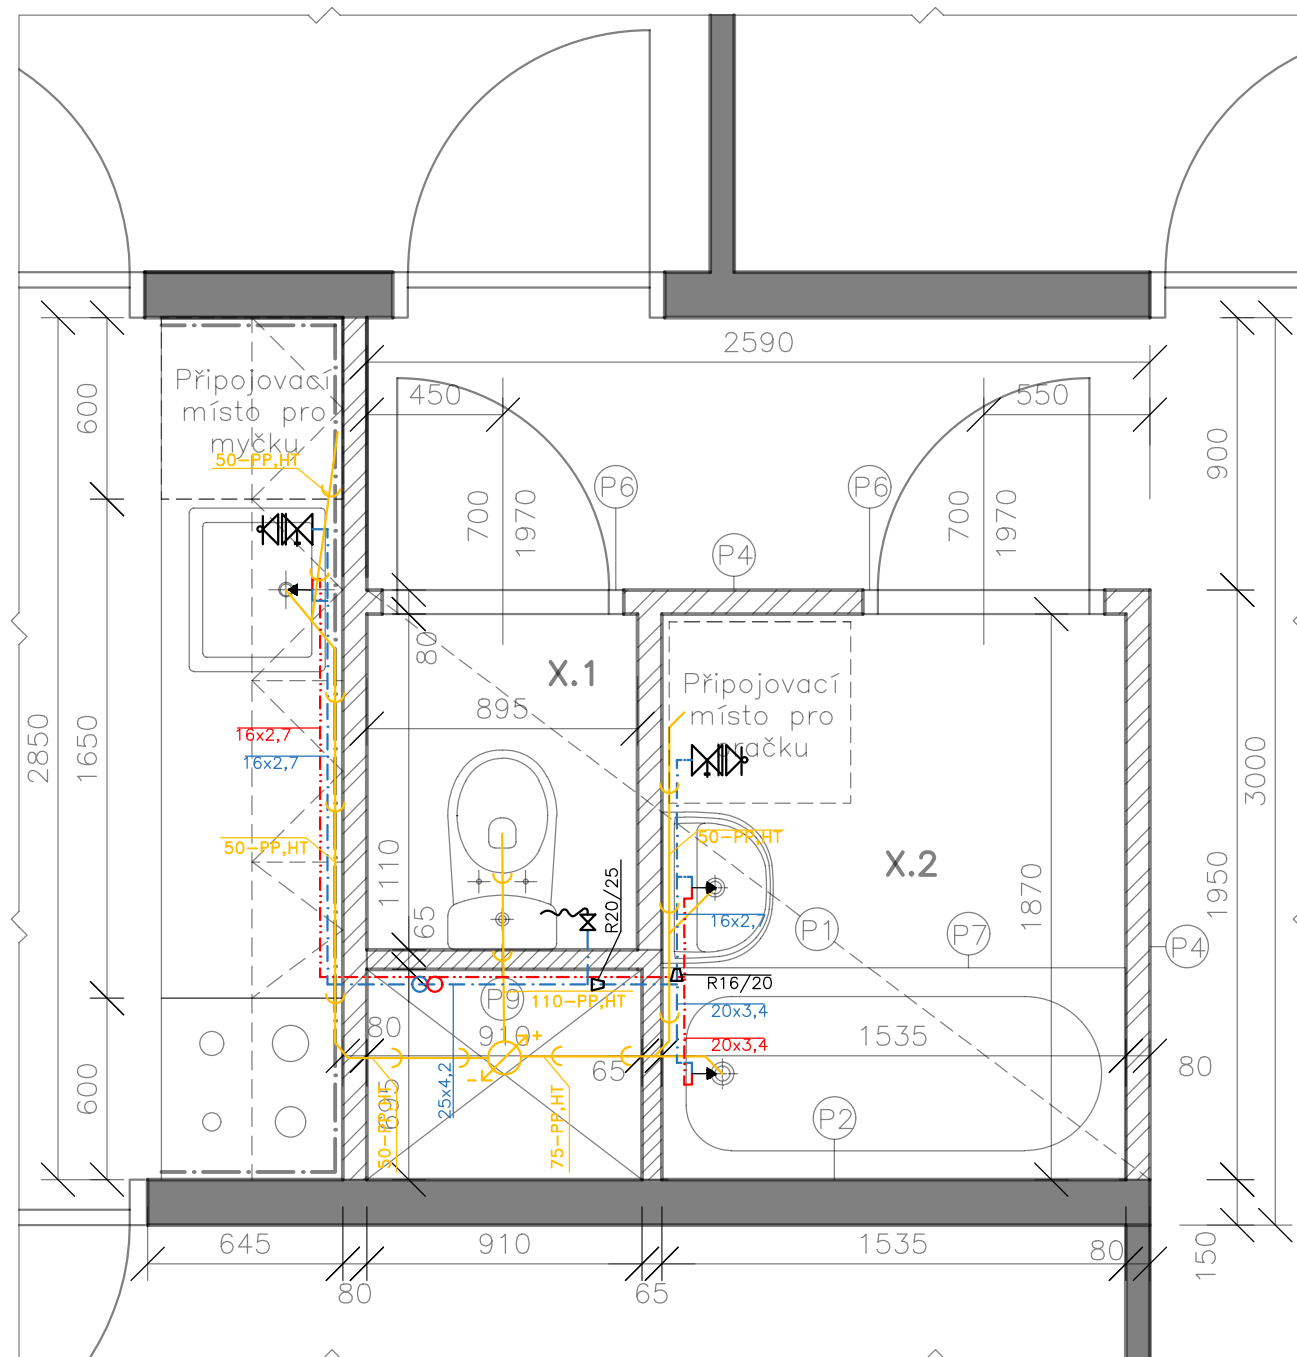 2590
450
550
Připojovací
místo pro
myčku
50-PP,HT
600
900
P6
P6
700
1970
700
1970
P4
80
X.1
Připojovací
místo pro
pračku
895
16x2,7
16x2,7
2850
1650
3000
50-PP,HT
50-PP,HT
X.2
1110
65
R20/25
16x2,7
1870
1950
P1
P7
P4
P9
110-PP,HT
R16/20
20x3,4
20x3,4
80
910
1535
65
80
+
-
600
695
50-PP,HT
25x4,2
75-PP,HT
P2
645
910
1535
80
150
80
65